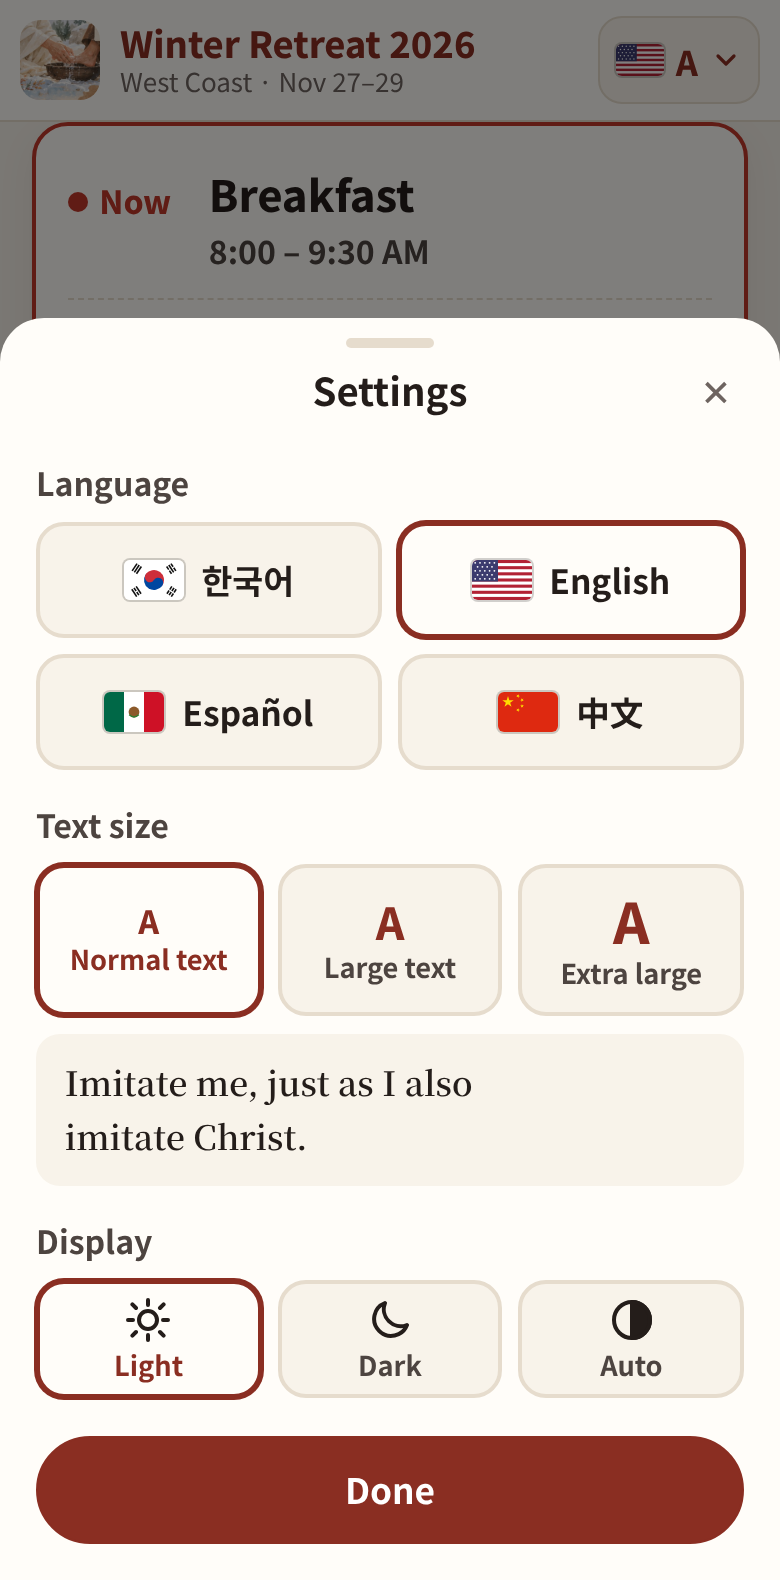 Winter Retreat 2026
West Coast · Nov 27–29
A
Now
Breakfast
8:00 – 9:30 AM
Settings
Language
한국어
English
Español
中文
Text size
A
Normal text
A
Large text
A
Extra large
Imitate me, just as I also
imitate Christ.
Display
Light
Dark
Auto
Done